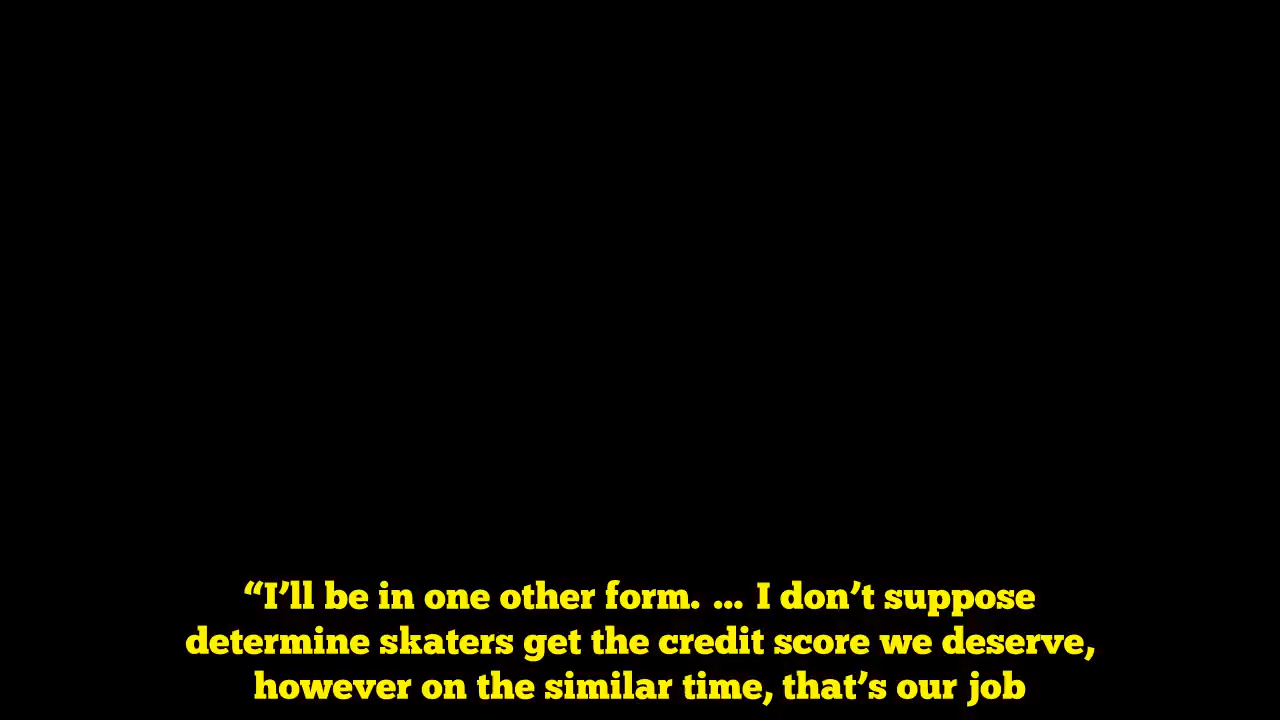 “I’ll be in one other form. … I don’t suppose
determine skaters get the credit score we deserve,
however on the similar time, that’s our job